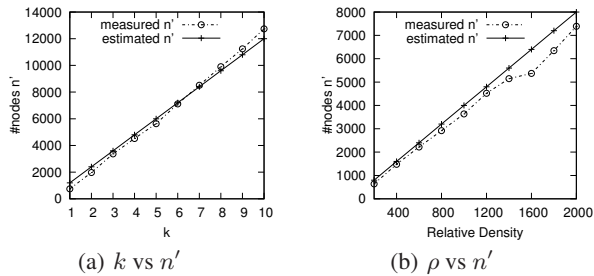 measured n'
estimated n'
#nodes n'
14000
12000
10000
8000
6000
4000
2000
0
1 2 3 4 5 6 7 8 9 10
k
(a) k vs n′
measured n'
estimated n'
#nodes n'
8000
7000
6000
5000
4000
3000
2000
1000
0
400 800 1200 1600 2000
Relative Density
(b) ρ vs n′